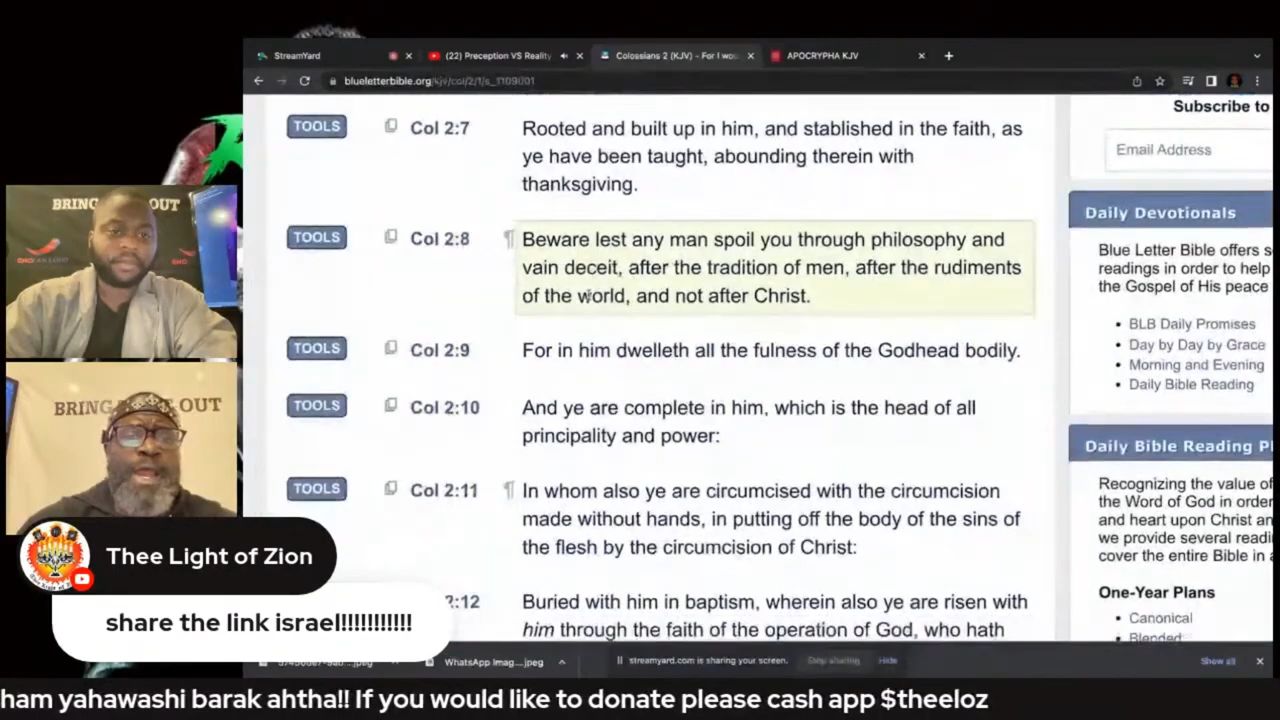 StreamYard
(22) Preception VS Reality
Colossians 2 (KJV) – For I wou
APOCRYPHA KJV
blueletterbible.org/kjv/col/2/1/s_1109001
TOOLS
Col 2:7
Rooted and built up in him, and stablished in the faith, as
ye have been taught, abounding therein with
thanksgiving.
TOOLS
Col 2:8
¶ Beware lest any man spoil you through philosophy and
vain deceit, after the tradition of men, after the rudiments
of the world, and not after Christ.
TOOLS
Col 2:9
For in him dwelleth all the fulness of the Godhead bodily.
TOOLS
Col 2:10
And ye are complete in him, which is the head of all
principality and power:
TOOLS
Col 2:11
¶ In whom also ye are circumcised with the circumcision
made without hands, in putting off the body of the sins of
the flesh by the circumcision of Christ:
2:12
Buried with him in baptism, wherein also ye are risen with
him through the faith of the operation of God, who hath
Subscribe to
Email Address
Daily Devotionals
Blue Letter Bible offers s
readings in order to help
the Gospel of His peace
• BLB Daily Promises
• Day by Day by Grace
• Morning and Evening
• Daily Bible Reading
Daily Bible Reading Pl
Recognizing the value of
the Word of God in order
and heart upon Christ an
we provide several readi
cover the entire Bible in a
One-Year Plans
• Canonical
• Blended
BRING OUT
BRING OUT
Thee Light of Zion
share the link israel!!!!!!!!!!!
WhatsApp Imag....jpeg
streamyard.com is sharing your screen.
Stop sharing
Hide
Show all
ham yahawashi barak ahtha!! If you would like to donate please cash app $theeloz